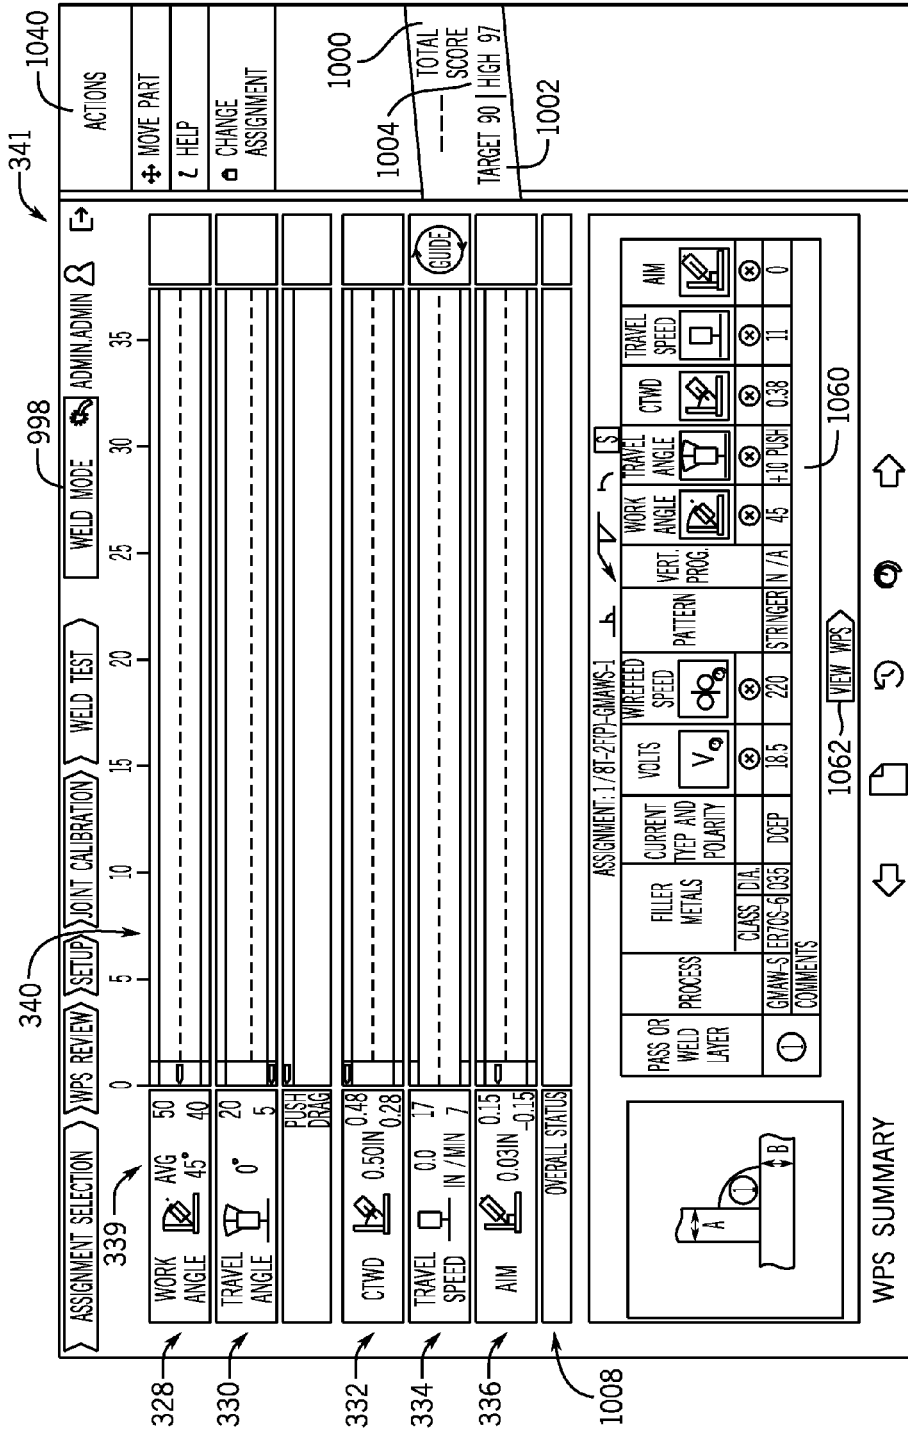 341
998
1040
ASSIGNMENT SELECTION
WPS REVIEW
SETUP
JOINT CALIBRATION
WELD TEST
WELD MODE
ADMIN.ADMIN
ACTIONS
MOVE PART
HELP
CHANGE
ASSIGNMENT
339
340
0 5 10 15 20 25 30 35
328
WORK
ANGLE
AVG
45°
50
40
330
TRAVEL
ANGLE
0°
20
5
PUSH
DRAG
332
CTWD
0.50IN
0.48
0.28
334
TRAVEL
SPEED
0.0
IN / MIN
17
7
GUIDE
336
AIM
0.03IN
0.15
-0.15
1008
OVERALL STATUS
1000
1004
TOTAL
SCORE
TARGET 90 | HIGH 97
1002
ASSIGNMENT: 1 / 8T-2F(P)-GMAWS-1
S
PASS OR
WELD
LAYER
PROCESS
FILLER
METALS
CLASS DIA.
CURRENT
TYEP AND
POLARITY
VOLTS
V
WIREFEED
SPEED
PATTERN
VERT.
PROG.
WORK
ANGLE
TRAVEL
ANGLE
CTWD
TRAVEL
SPEED
AIM
1 GMAW-S ER70S-6 035 DCEP 18.5 220 STRINGER N / A 45 +10 PUSH 0.38 11 0
COMMENTS
1060
1062
VIEW WPS
A
1
B
WPS SUMMARY